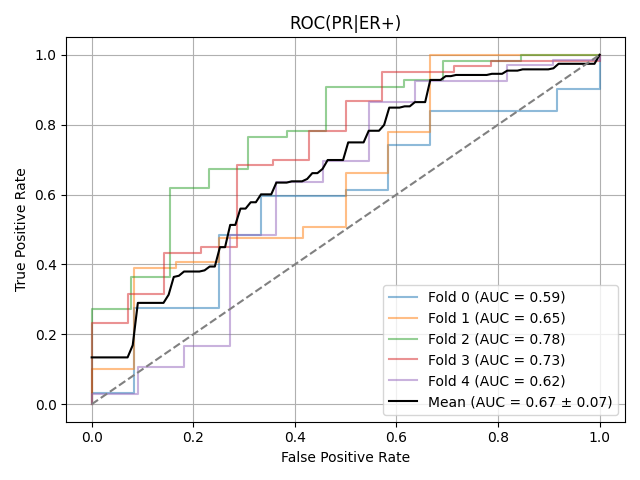 ROC(PR|ER+)
True Positive Rate
1.0
0.8
0.6
0.4
0.2
0.0
Fold 0 (AUC = 0.59)
Fold 1 (AUC = 0.65)
Fold 2 (AUC = 0.78)
Fold 3 (AUC = 0.73)
Fold 4 (AUC = 0.62)
Mean (AUC = 0.67 ± 0.07)
0.0 0.2 0.4 0.6 0.8 1.0
False Positive Rate